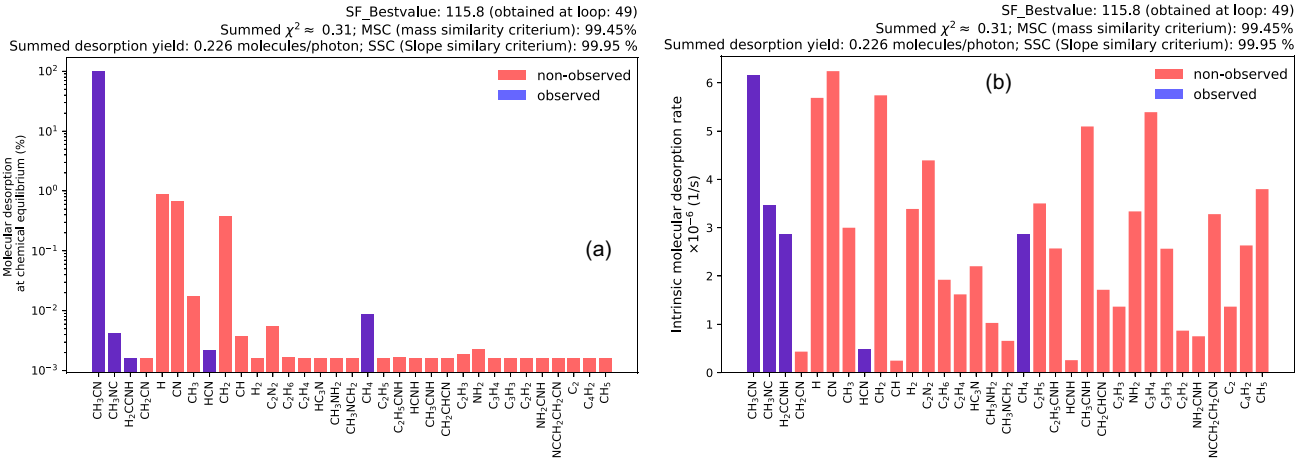 SF_Bestvalue: 115.8 (obtained at loop: 49)
Summed χ² ≈ 0.31; MSC (mass similarity criterium): 99.45%
Summed desorption yield: 0.226 molecules/photon; SSC (Slope similary criterium): 99.95 %
non-observed
observed
(a)
Molecular desorption
at chemical equilibrium (%)
10²
10¹
10⁰
10⁻¹
10⁻²
10⁻³
CH₃CN
CH₃NC
H₂CCNH
CH₂CN
H
CN
CH₃
HCN
CH₂
CH
H₂
C₂N₂
C₂H₆
C₂H₄
HC₃N
CH₃NH₂
CH₃NCH₂
CH₄
C₂H₅
C₂H₅CNH
HCNH
CH₃CNH
CH₂CHCN
C₂H₃
NH₂
C₃H₄
C₃H₃
C₂H₂
NH₂CNH
NCCH₂CH₂CN
C₂
C₄H₂
CH₅
SF_Bestvalue: 115.8 (obtained at loop: 49)
Summed χ² ≈ 0.31; MSC (mass similarity criterium): 99.45%
Summed desorption yield: 0.226 molecules/photon; SSC (Slope similary criterium): 99.95 %
(b)
non-observed
observed
Intrinsic molecular desorption rate
×10⁻⁶ (1/s)
6
5
4
3
2
1
0
CH₃CN
CH₃NC
H₂CCNH
CH₂CN
H
CN
CH₃
HCN
CH₂
CH
H₂
C₂N₂
C₂H₆
C₂H₄
HC₃N
CH₃NH₂
CH₃NCH₂
CH₄
C₂H₅
C₂H₅CNH
HCNH
CH₃CNH
CH₂CHCN
C₂H₃
NH₂
C₃H₄
C₃H₃
C₂H₂
NH₂CNH
NCCH₂CH₂CN
C₂
C₄H₂
CH₅